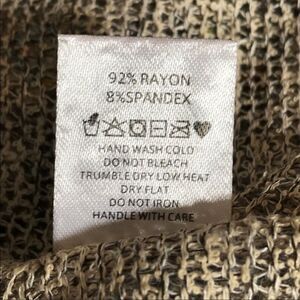 92% RAYON
8%SPANDEX
HAND WASH COLD
DO NOT BLEACH
TRUMBLE DRY LOW HEAT
DRY FLAT
DO NOT IRON
HANDLE WITH CARE